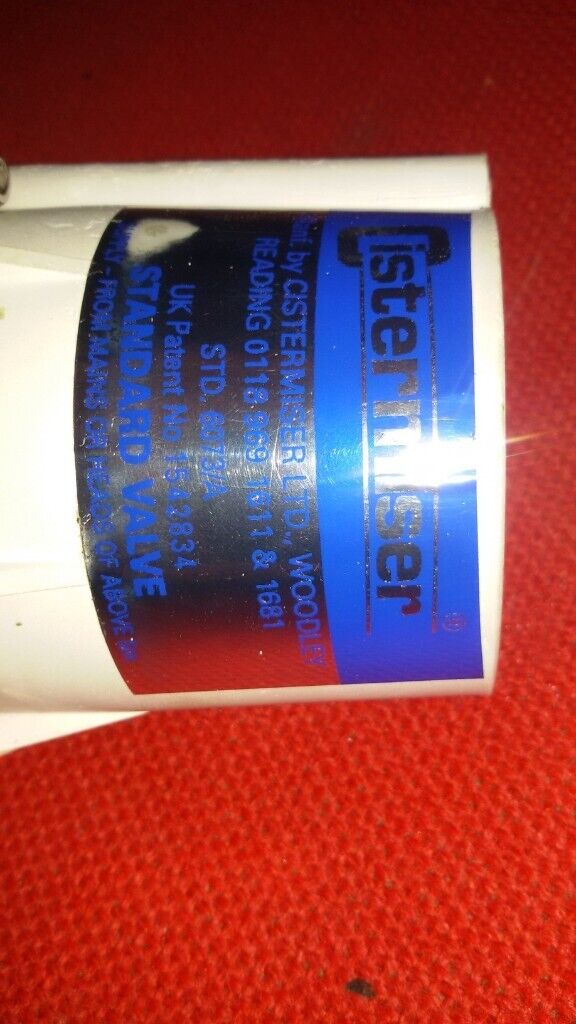 Cistermiser ®
by CISTERMISER LTD., WOODLEY
READING 0118 969 1611 & 1681
STD. 6973/A
UK Patent No 1542834
STANDARD VALVE
FROM MAINS OR HEADS OF ABOVE